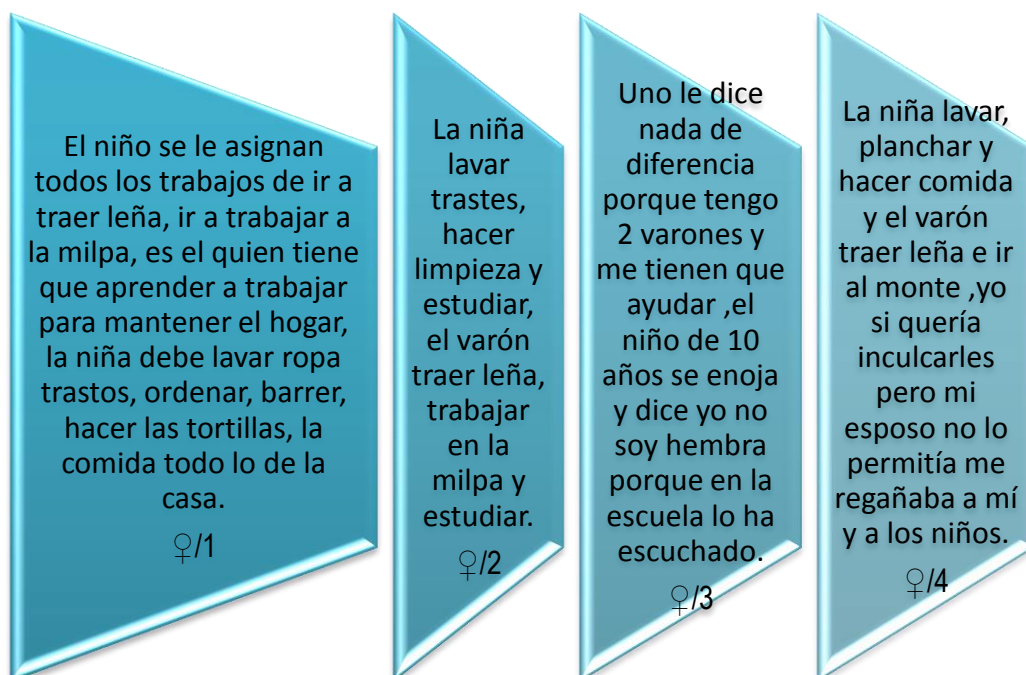 El niño se le asignan
todos los trabajos de ir a
traer leña, ir a trabajar a
la milpa, es el quien tiene
que aprender a trabajar
para mantener el hogar,
la niña debe lavar ropa
trastos, ordenar, barrer,
hacer las tortillas, la
comida todo lo de la
casa.
♀/1
La niña
lavar
trastes,
hacer
limpieza y
estudiar,
el varón
traer leña,
trabajar
en la
milpa y
estudiar.
♀/2
Uno le dice
nada de
diferencia
porque tengo
2 varones y
me tienen que
ayudar ,el
niño de 10
años se enoja
y dice yo no
soy hembra
porque en la
escuela lo ha
escuchado.
♀/3
La niña lavar,
planchar y
hacer comida
y el varón
traer leña e ir
al monte ,yo
si quería
inculcarles
pero mi
esposo no lo
permitía me
regañaba a mí
y a los niños.
♀/4